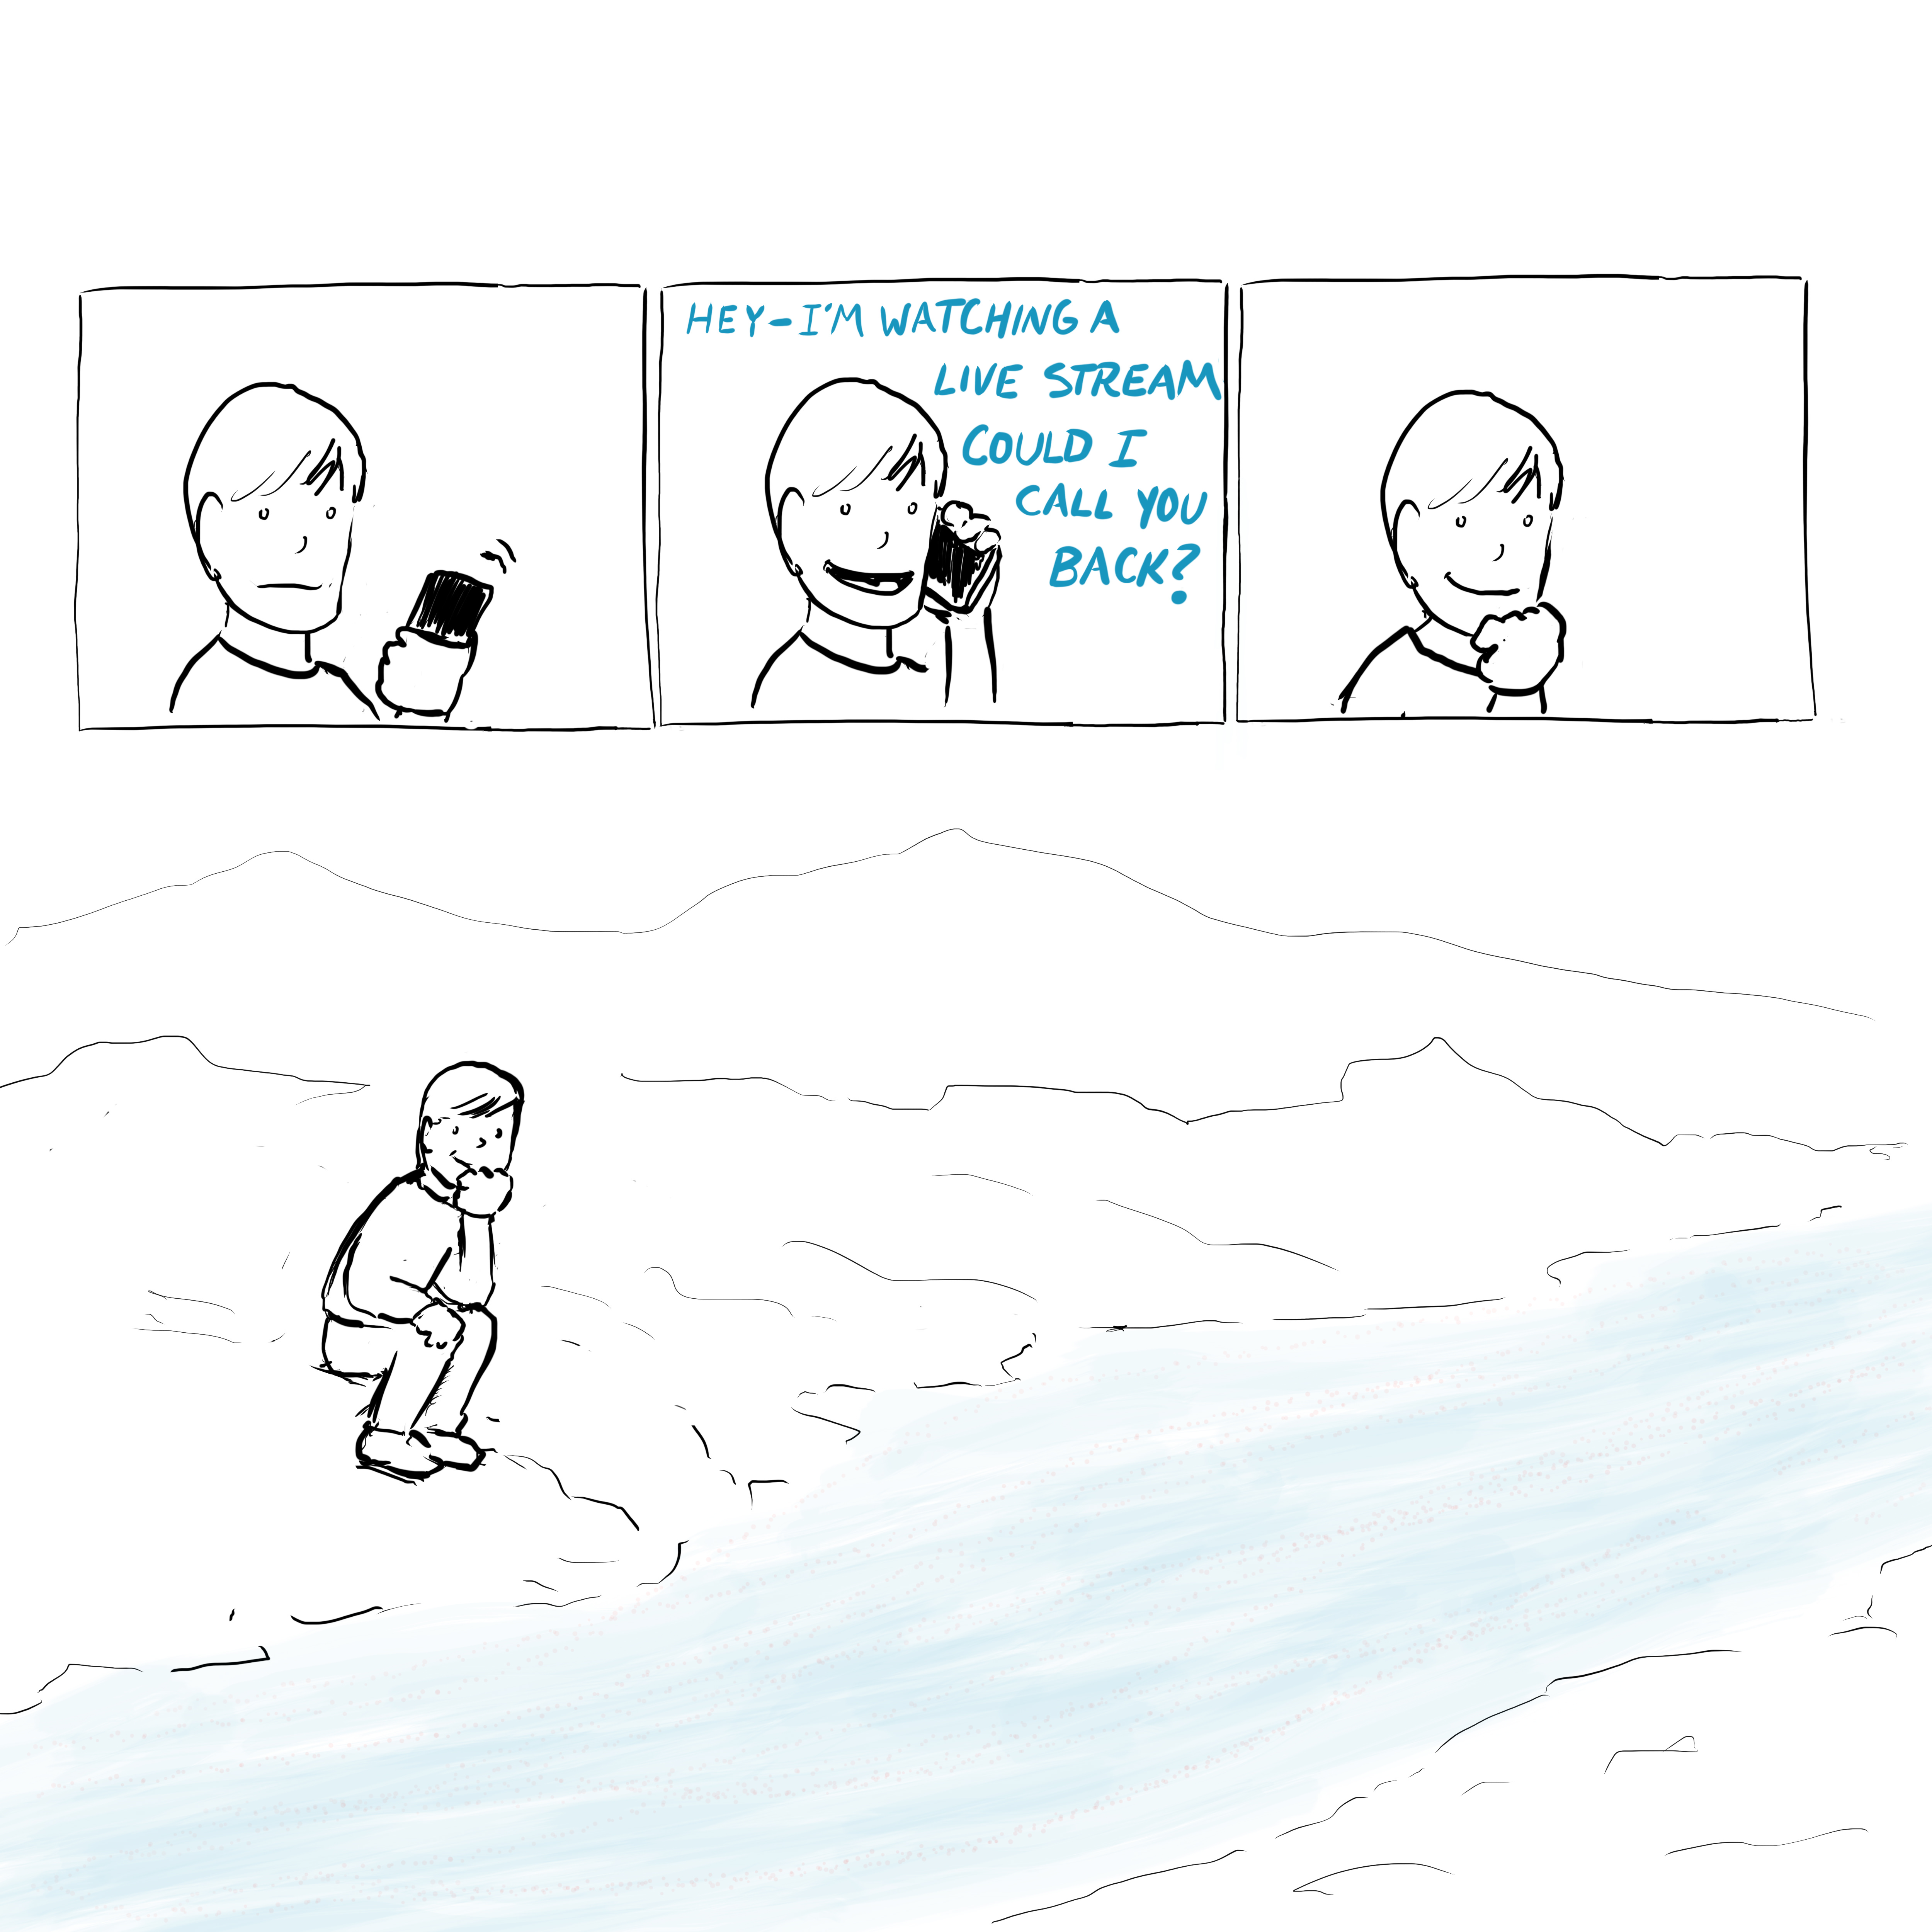 HEY-I'M WATCHING A
LIVE STREAM
COULD I
CALL YOU
BACK?